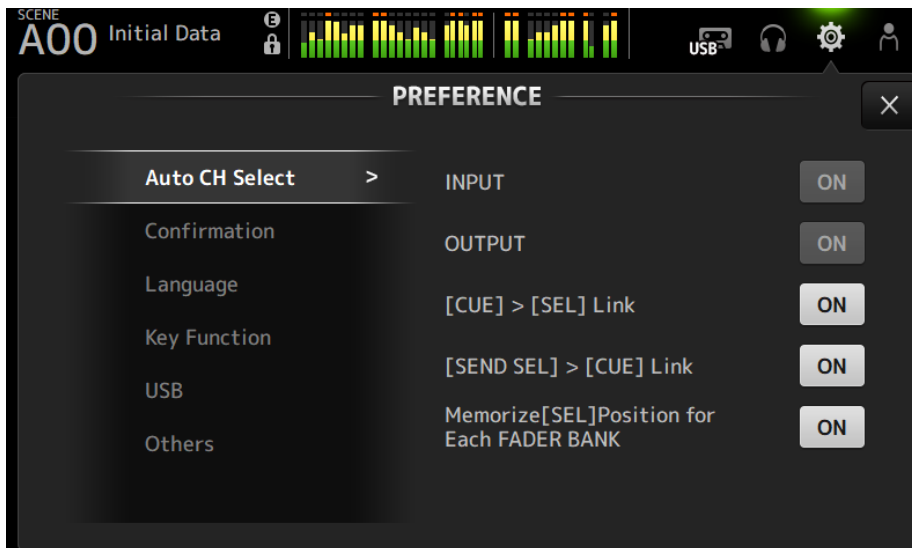 SCENE
A00 Initial Data
E
USB
PREFERENCE
Auto CH Select >
Confirmation
Language
Key Function
USB
Others
INPUT ON
OUTPUT ON
[CUE] > [SEL] Link ON
[SEND SEL] > [CUE] Link ON
Memorize[SEL]Position for
Each FADER BANK ON